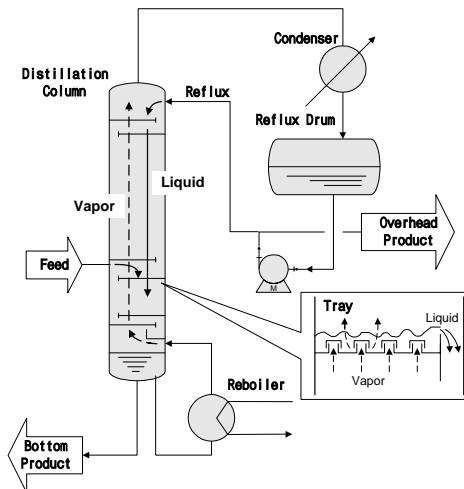 Condenser
Distillation
Column
Reflux
Reflux Drum
Liquid
Vapor
Overhead
Product
Feed
M
Tray
Liquid
Vapor
Reboiler
Bottom
Product